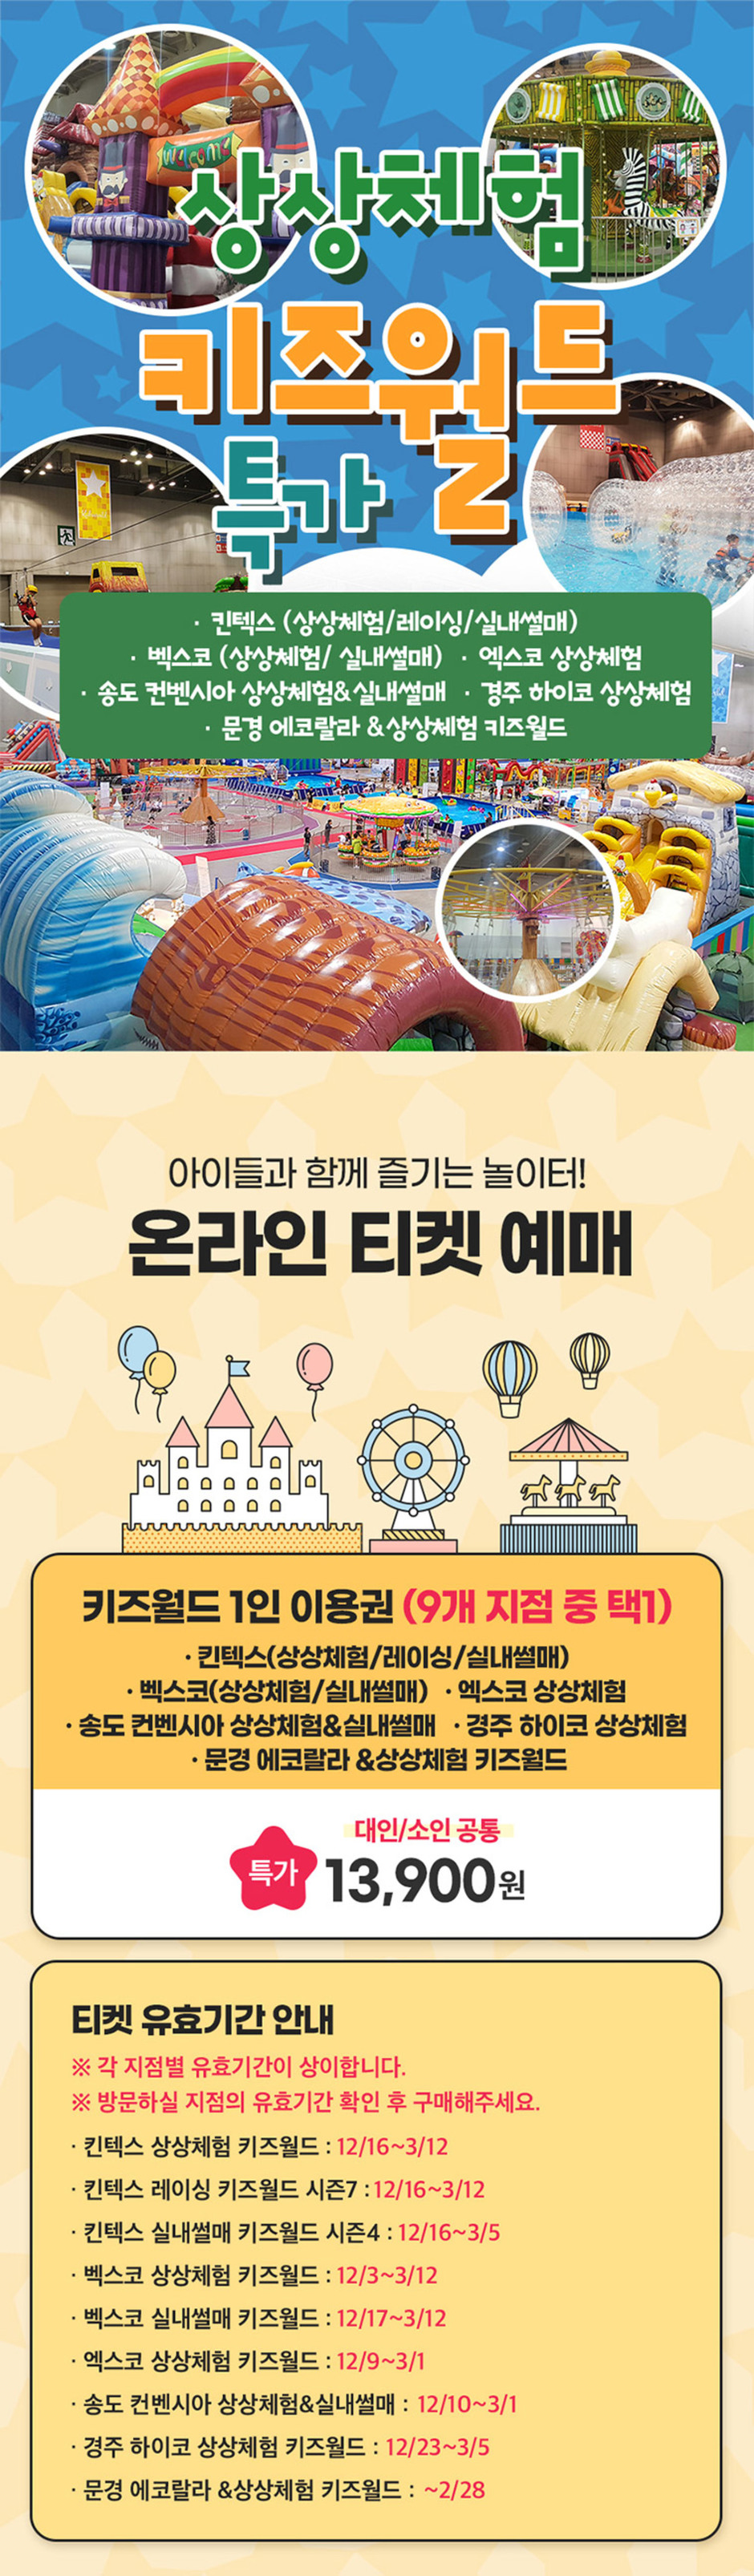 Welcome
상상체험
키즈월드
특가
· 킨텍스 (상상체험/레이싱/실내썰매)
· 벡스코 (상상체험/ 실내썰매) · 엑스코 상상체험
· 송도 컨벤시아 상상체험&실내썰매 · 경주 하이코 상상체험
· 문경 에코랄라 &상상체험 키즈월드
아이들과 함께 즐기는 놀이터!
온라인 티켓 예매
키즈월드 1인 이용권 (9개 지점 중 택1)
· 킨텍스(상상체험/레이싱/실내썰매)
· 벡스코(상상체험/실내썰매) · 엑스코 상상체험
· 송도 컨벤시아 상상체험&실내썰매 · 경주 하이코 상상체험
· 문경 에코랄라 &상상체험 키즈월드
대인/소인 공통
특가 13,900원
티켓 유효기간 안내
※ 각 지점별 유효기간이 상이합니다.
※ 방문하실 지점의 유효기간 확인 후 구매해주세요.
· 킨텍스 상상체험 키즈월드 : 12/16~3/12
· 킨텍스 레이싱 키즈월드 시즌7 : 12/16~3/12
· 킨텍스 실내썰매 키즈월드 시즌4 : 12/16~3/5
· 벡스코 상상체험 키즈월드 : 12/3~3/12
· 벡스코 실내썰매 키즈월드 : 12/17~3/12
· 엑스코 상상체험 키즈월드 : 12/9~3/1
· 송도 컨벤시아 상상체험&실내썰매 : 12/10~3/1
· 경주 하이코 상상체험 키즈월드 : 12/23~3/5
· 문경 에코랄라 &상상체험 키즈월드 : ~2/28